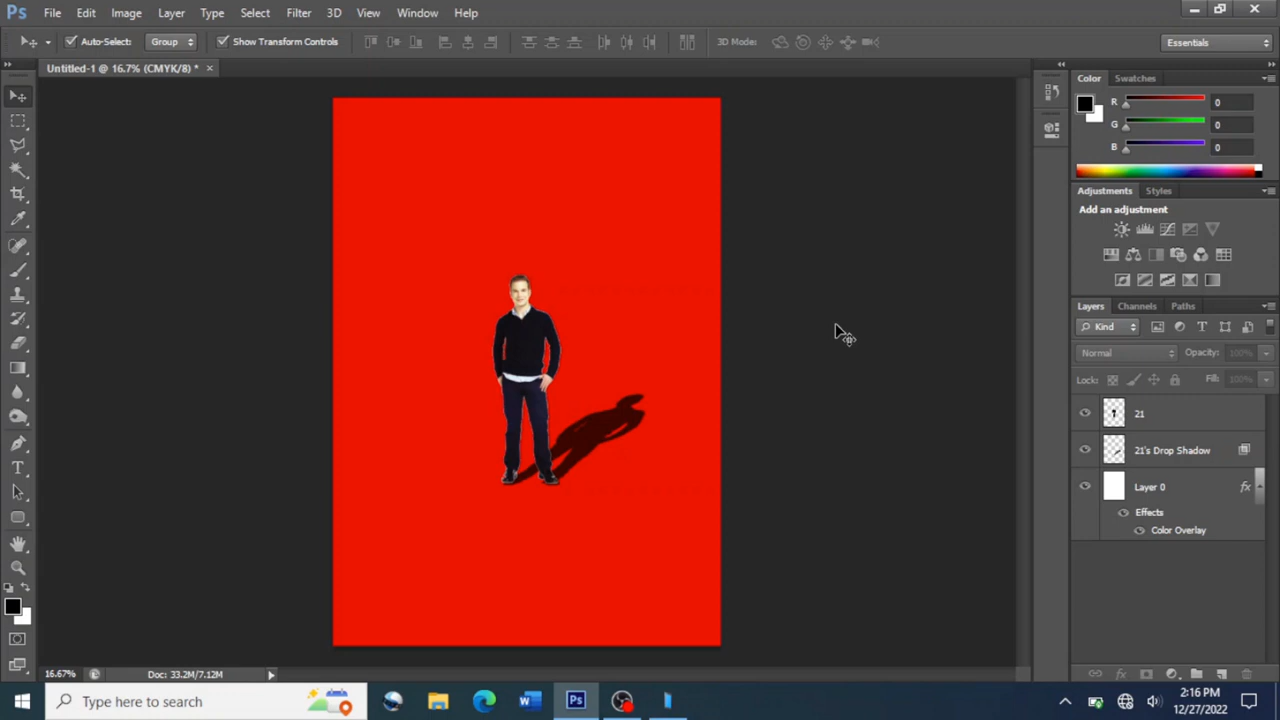 Ps File Edit Image Layer Type Select Filter 3D View Window Help
Auto-Select: Group Show Transform Controls 3D Mode: Essentials
Untitled-1 @ 16.7% (CMYK/8) * ×
Color Swatches
R 0
G 0
B 0
Adjustments Styles
Add an adjustment
Layers Channels Paths
Kind
Normal Opacity: 100%
Lock: Fill: 100%
21
21's Drop Shadow
Layer 0 fx
Effects
Color Overlay
16.67% Doc: 33.2M/7.12M
Type here to search
2:16 PM
12/27/2022